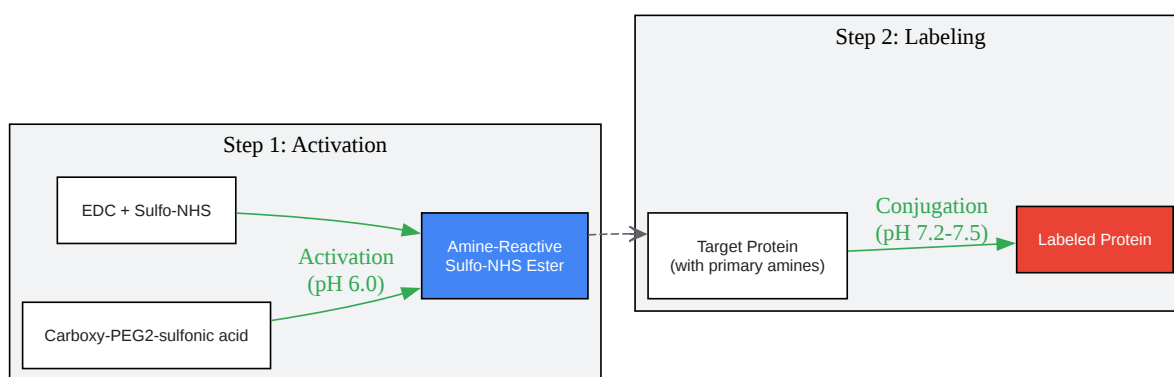 Step 1: Activation
EDC + Sulfo-NHS
Activation
(pH 6.0)
Carboxy-PEG2-sulfonic acid
Amine-Reactive
Sulfo-NHS Ester
Step 2: Labeling
Target Protein
(with primary amines)
Conjugation
(pH 7.2-7.5)
Labeled Protein